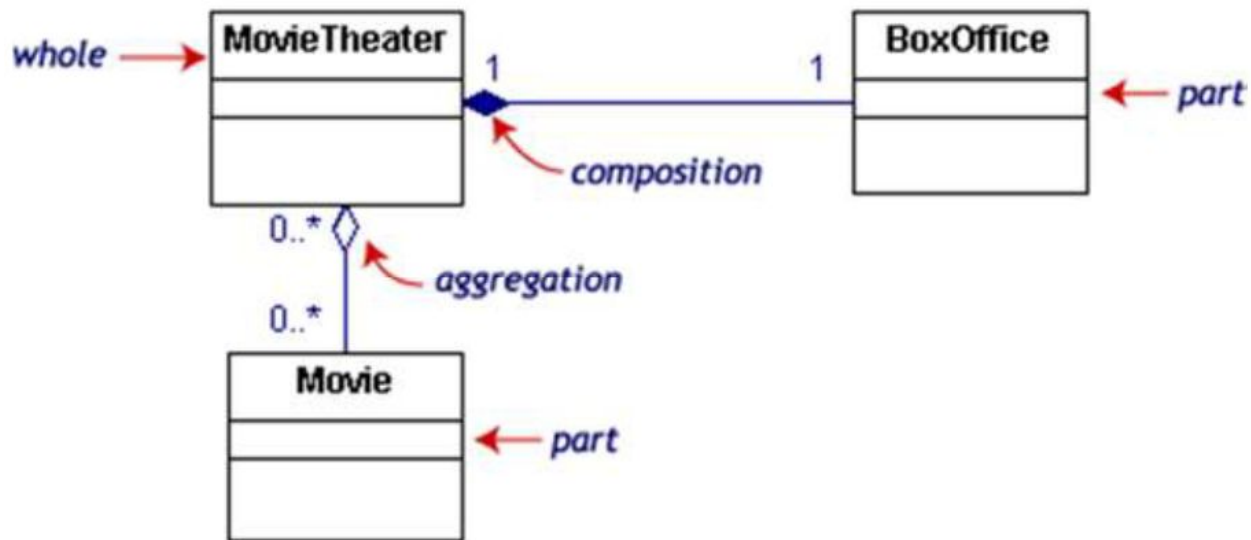 MovieTheater
BoxOffice
whole
1
1
part
composition
0..*
aggregation
0..*
Movie
part